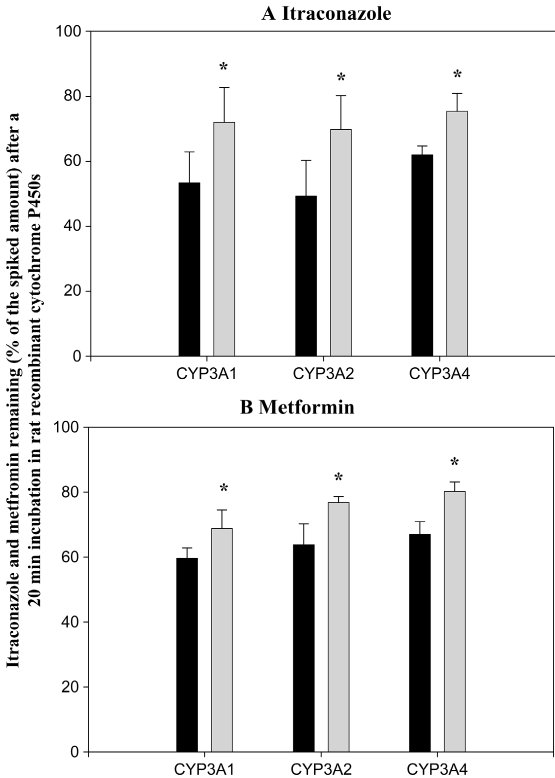 A Itraconazole
100
80
60
40
20
0
* * *
CYP3A1 CYP3A2 CYP3A4
Itraconazole and metfromin remaining (% of the spiked amount) after a
20 min incubation in rat recombinant cytochrome P450s
B Metformin
100
80
60
40
20
0
* * *
CYP3A1 CYP3A2 CYP3A4